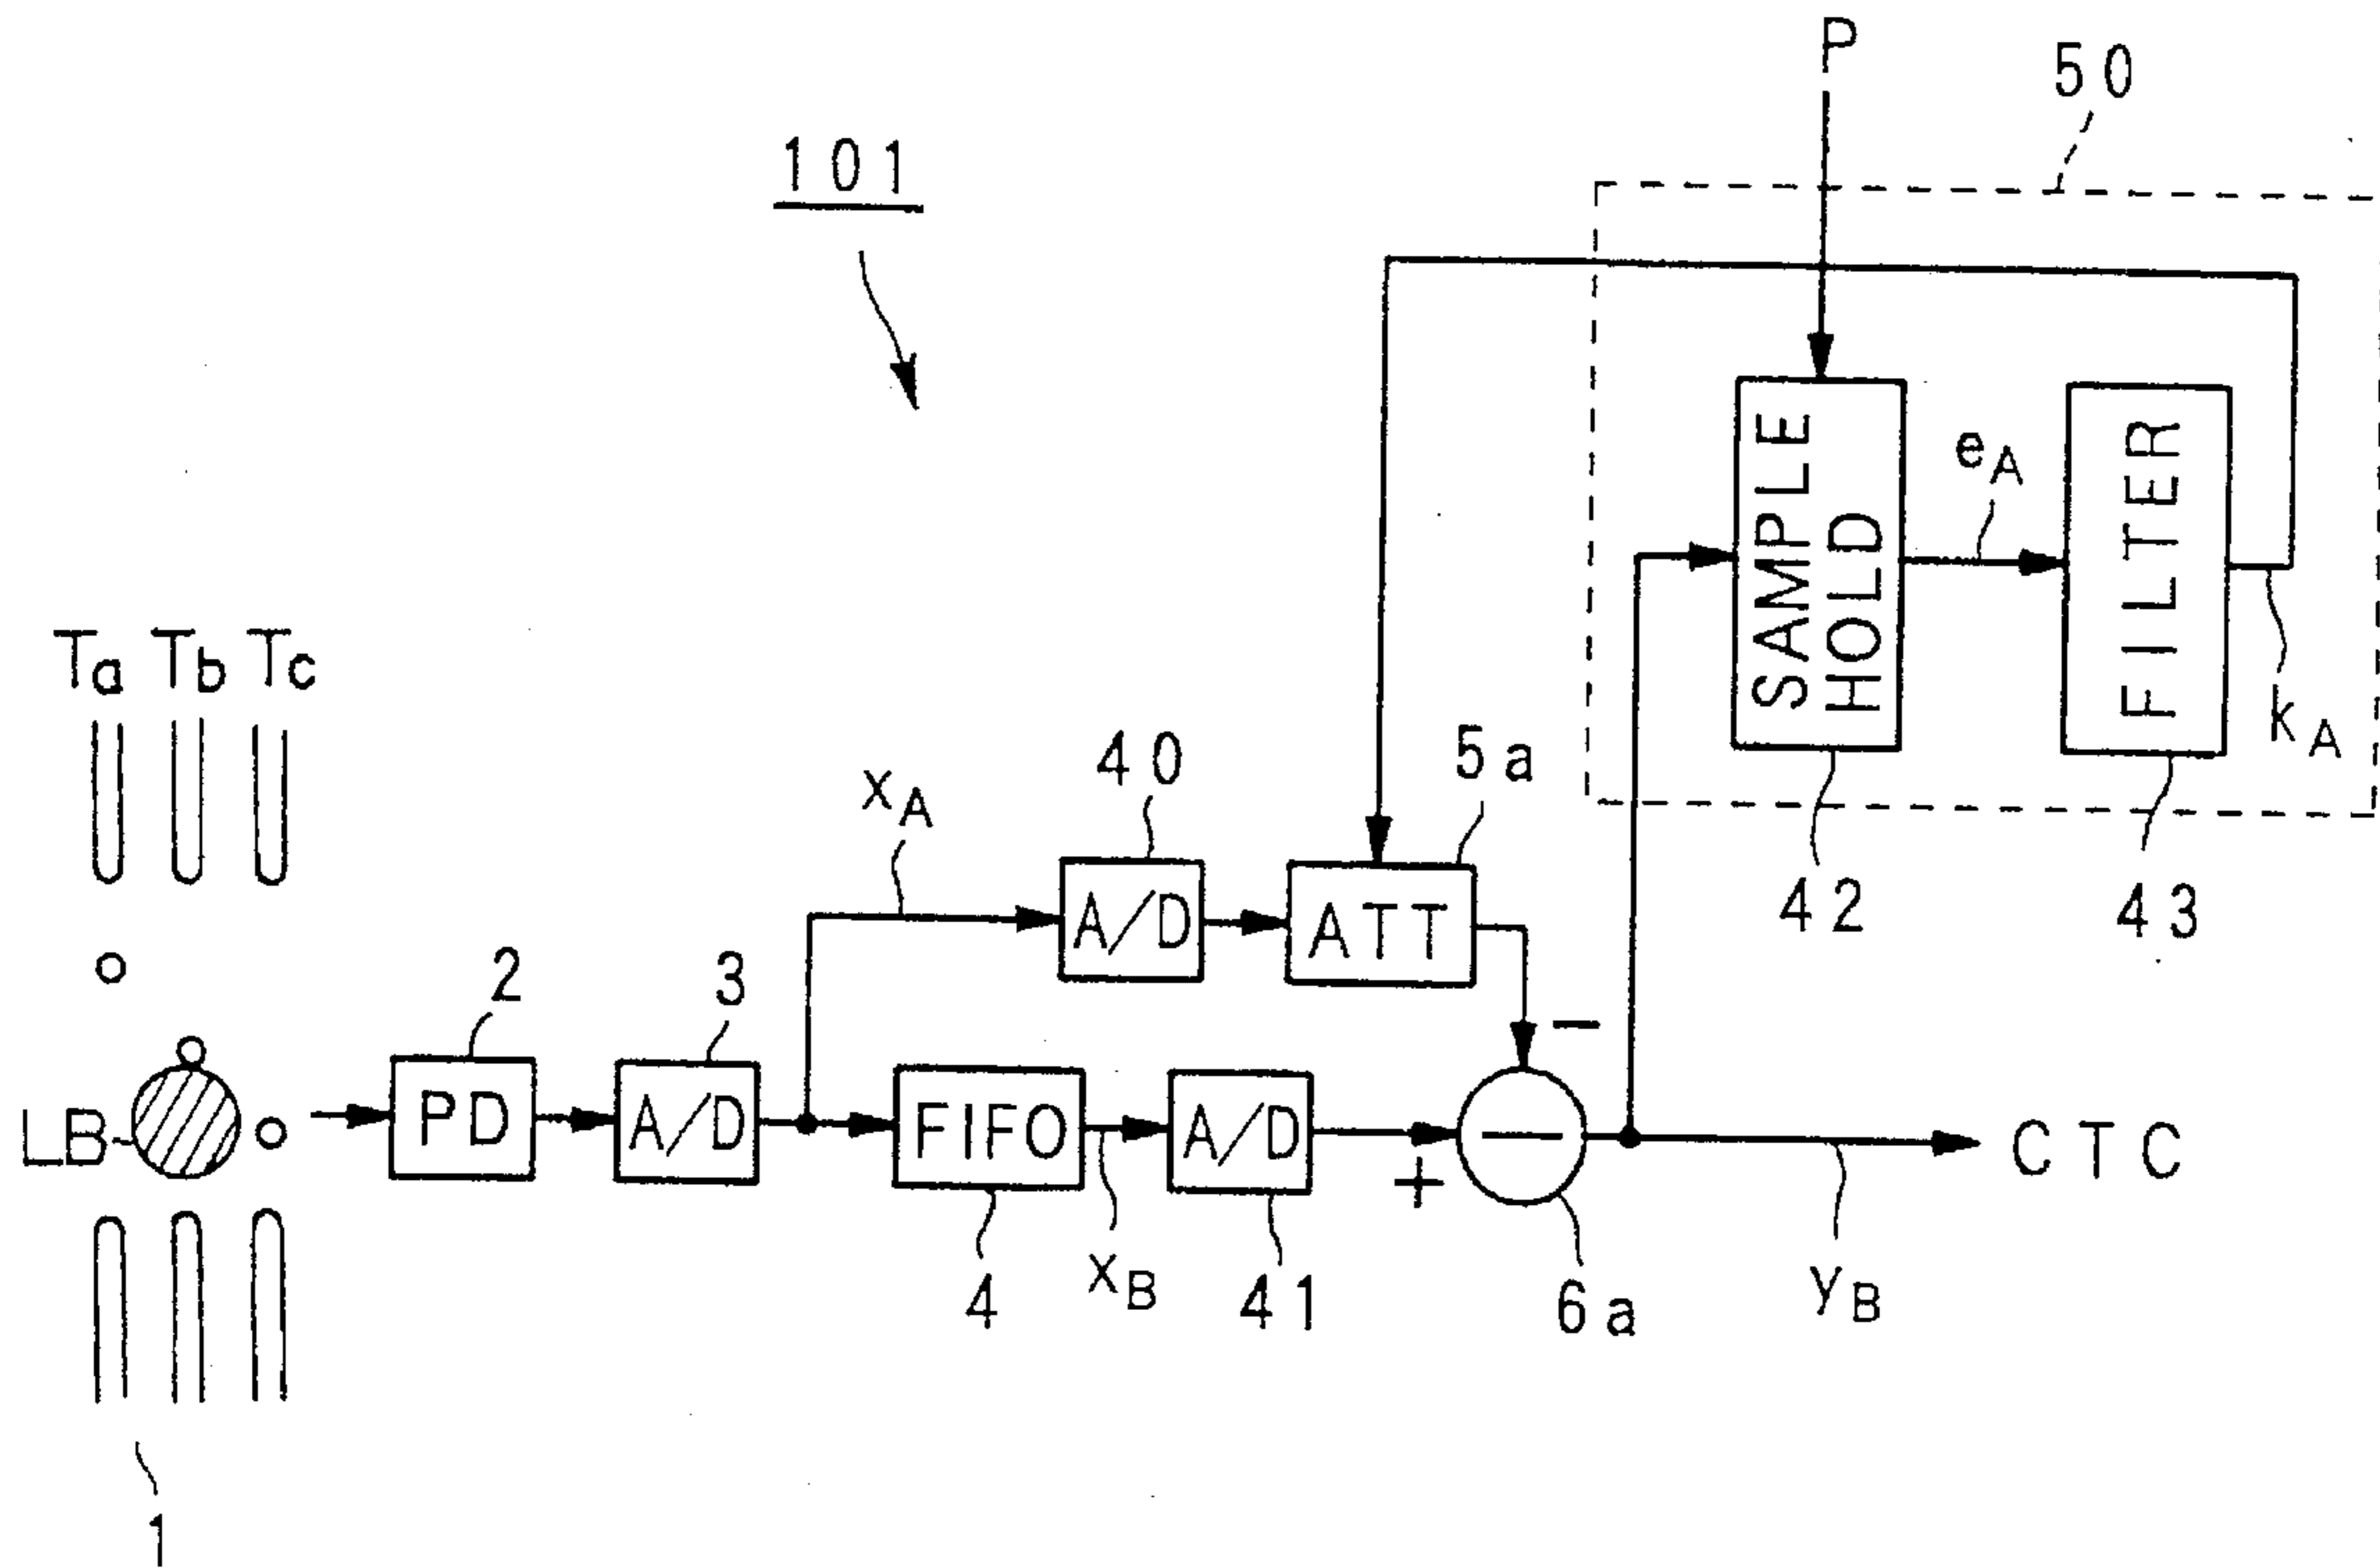 P
50
101
SAMPLE
HOLD
eA
FILTER
kA
Ta Tb Tc
xA
40
5a
A/D
ATT
42
43
2
3
−
LB
PD
A/D
FIFO
A/D
−
CTC
+
4
xB
41
6a
yB
1